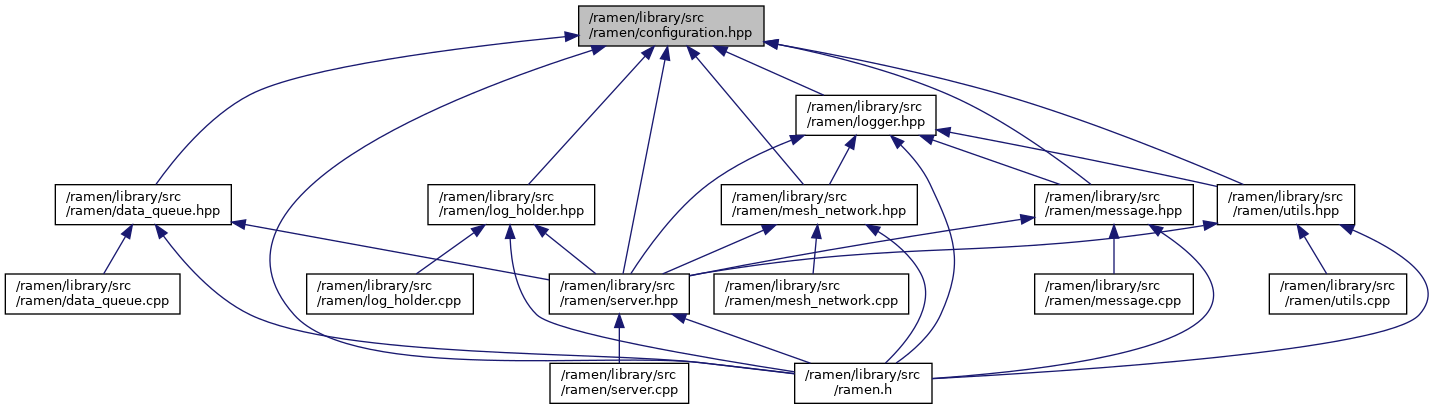 /ramen/library/src
/ramen/configuration.hpp
/ramen/library/src
/ramen/logger.hpp
/ramen/library/src
/ramen/data_queue.hpp
/ramen/library/src
/ramen/log_holder.hpp
/ramen/library/src
/ramen/mesh_network.hpp
/ramen/library/src
/ramen/message.hpp
/ramen/library/src
/ramen/utils.hpp
/ramen/library/src
/ramen/data_queue.cpp
/ramen/library/src
/ramen/log_holder.cpp
/ramen/library/src
/ramen/server.hpp
/ramen/library/src
/ramen/mesh_network.cpp
/ramen/library/src
/ramen/message.cpp
/ramen/library/src
/ramen/utils.cpp
/ramen/library/src
/ramen/server.cpp
/ramen/library/src
/ramen.h